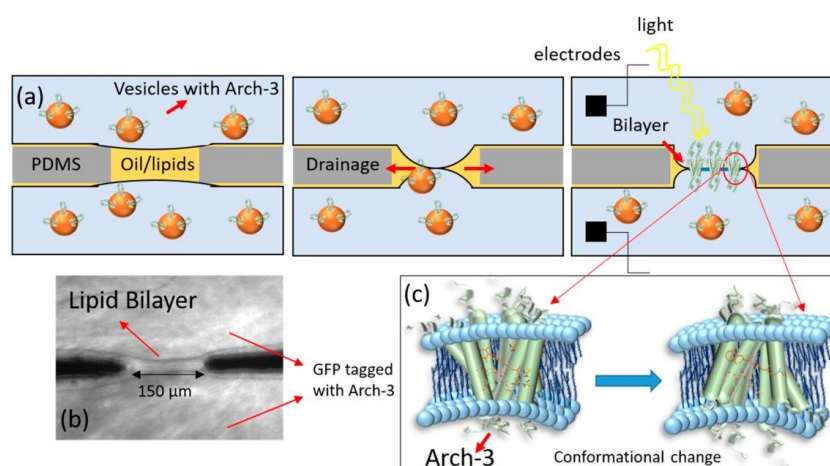 light
electrodes
(a)
Vesicles with Arch-3
Bilayer
PDMS
Oil/lipids
Drainage
Lipid Bilayer
GFP tagged
with Arch-3
150 µm
(b)
(c)
Arch-3
Conformational change